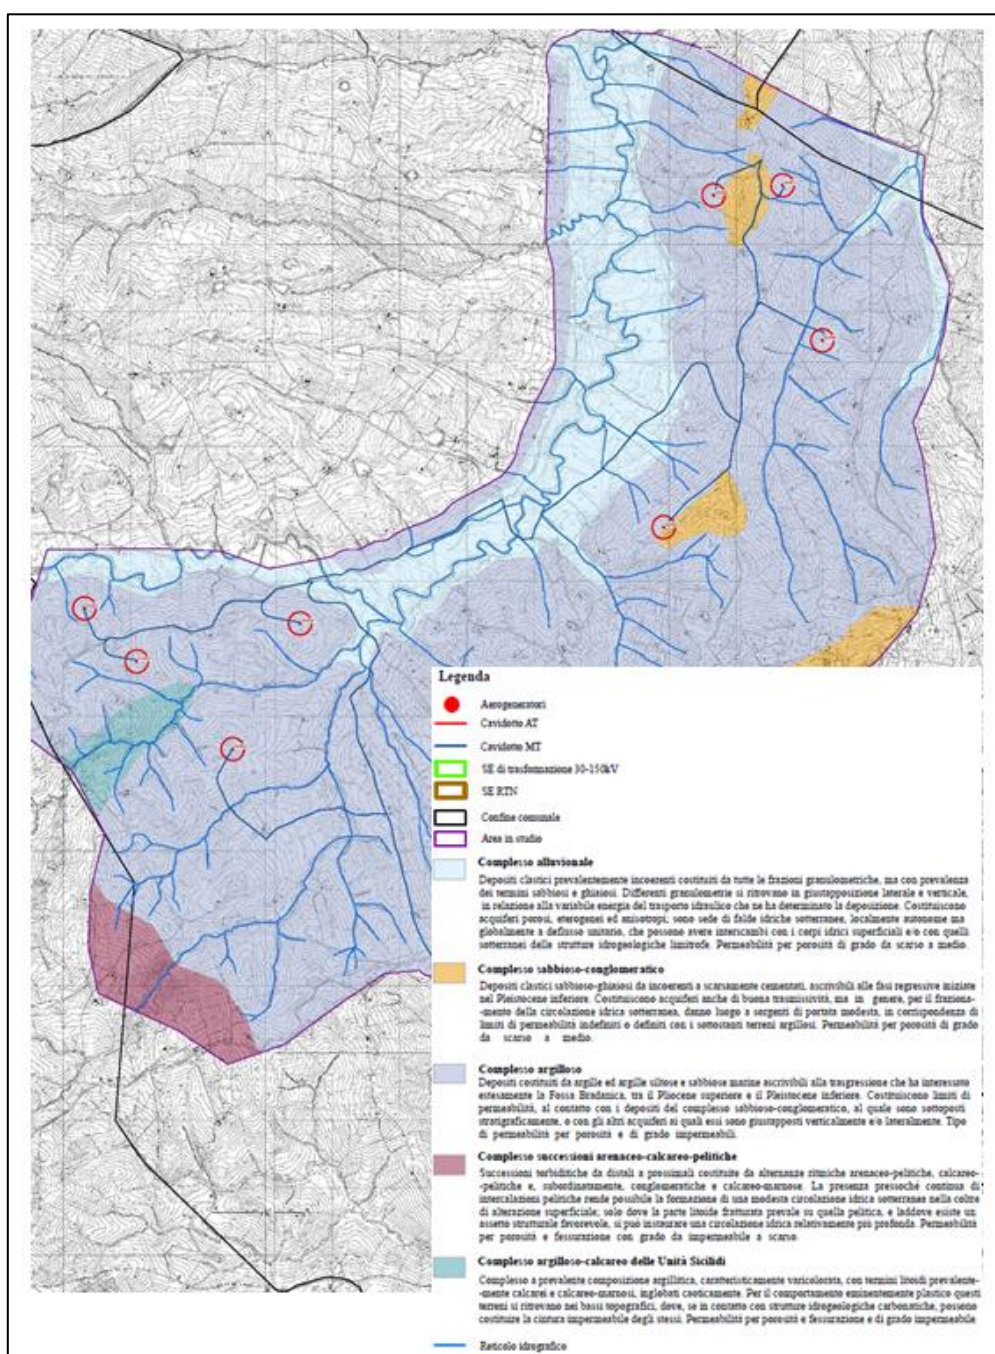 Legenda
Aerogeneratori
Cavidotto AT
Cavidotto MT
SE di trasformazione 30-150kV
SE RTN
Confine comunale
Area in studio
Complesso alluvionale
Depositi clastici prevalentemente incoerenti costituiti da tutte le frazioni granulometriche, ma con prevalenza
dei termini sabbiosi e ghiaiosi. Differenti granulometrie si ritrovano in giustapposizione laterale e verticale,
in relazione alla variabile energia del trasporto idraulico che ne ha determinato la deposizione. Costituiscono
acquiferi porosi, eterogenei ed anisotropi; sono sede di falde idriche sotterranee, localmente autonome ma
globalmente a deflusso unitario, che possono avere interscambi con i corpi idrici superficiali e/o con quelli
sotterranei delle strutture idrogeologiche limitrofe. Permeabilità per porosità di grado da scarso a medio.
Complesso sabbioso-conglomeratico
Depositi clastici sabbioso-ghiaiosi da incoerenti a scarsamente cementati, ascrivibili alle fasi regressive iniziate
nel Pleistocene inferiore. Costituiscono acquiferi anche di buona trasmissività, ma in genere, per il fraziona-
-mento della circolazione idrica sotterranea, danno luogo a sorgenti di portata modesta, in corrispondenza di
limiti di permeabilità indefiniti o definiti con i sottostanti terreni argillosi. Permeabilità per porosità di grado
da scarso a medio.
Complesso argilloso
Depositi costituiti da argille ed argille siltose e sabbiose marine ascrivibili alla trasgressione che ha interessato
estesamente la Fossa Bradanica, tra il Pliocene superiore e il Pleistocene inferiore. Costituiscono limiti di
permeabilità, al contatto con i depositi del complesso sabbioso-conglomeratico, al quale sono sottoposti
stratigraficamente, o con gli altri acquiferi ai quali essi sono giustapposti verticalmente e/o lateralmente. Tipo
di permeabilità per porosità e di grado impermeabili.
Complesso successioni arenaceo-calcareo-pelitiche
Successioni torbiditiche da distali a prossimali costituite da alternanze ritmiche arenaceo-pelitiche, calcareo-
-pelitiche e, subordinatamente, conglomeratiche e calcareo-marnose. La presenza pressochè continua di
intercalazioni pelitiche rende possibile la formazione di una modesta circolazione idrica sotterranea nella coltre
di alterazione superficiale; solo dove la parte litoide fratturata prevale su quella pelitica, e laddove esiste un
assetto strutturale favorevole, si può instaurare una circolazione idrica relativamente più profonda. Permeabilità
per porosità e fessurazione con grado da impermeabile a scarso.
Complesso argilloso-calcareo delle Unità Sicilidi
Complesso a prevalente composizione argillitica, caratteristicamente varicolorata, con termini litoidi prevalente-
-mente calcarei e calcareo-marnosi, inglobati caoticamente. Per il comportamento eminentemente plastico questi
terreni si ritrovano nei bassi topografici, dove, se in contatto con strutture idrogeologiche carbonatiche, possono
costituire la cintura impermeabile degli stessi. Permeabilità per porosità e fessurazione e di grado impermeabile
Reticolo idrografico